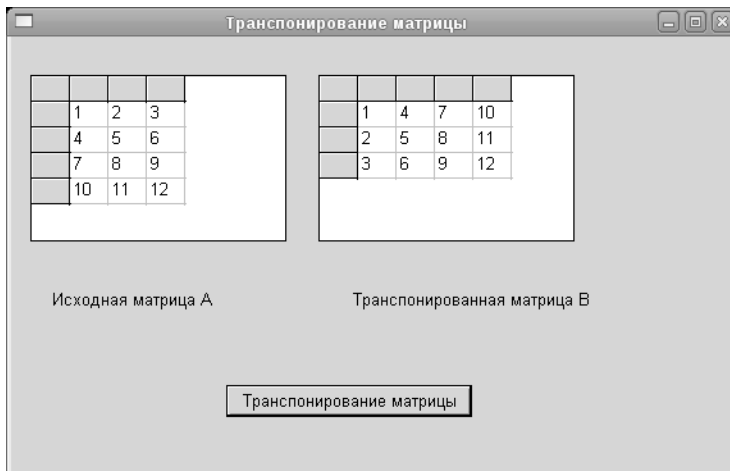 Транспонирование матрицы
1 2 3
4 5 6
7 8 9
10 11 12
1 4 7 10
2 5 8 11
3 6 9 12
Исходная матрица А
Транспонированная матрица В
Транспонирование матрицы